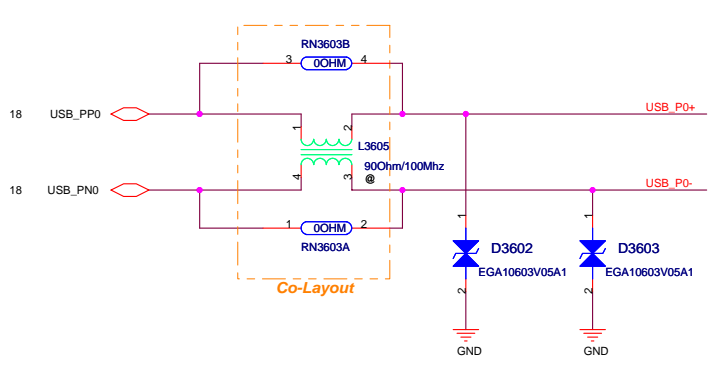 RN3603B
3 0OHM 4
18 USB_PP0
USB_P0+
1 2
L3605
90Ohm/100Mhz
@
4 3
18 USB_PN0
USB_P0-
1 0OHM 2
RN3603A
Co-Layout
1 1
D3602 D3603
EGA10603V05A1 EGA10603V05A1
2 2
GND GND